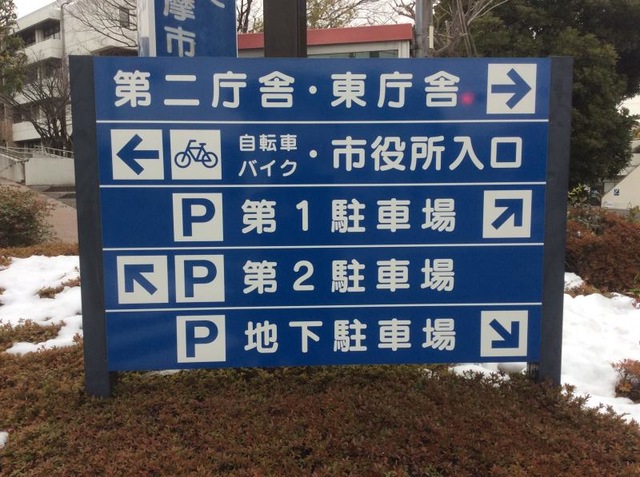 摩市
第二庁舎・東庁舎 →
← 自転車バイク・市役所入口
P 第1駐車場 ↗
↖ P 第2駐車場
P 地下駐車場 ↘